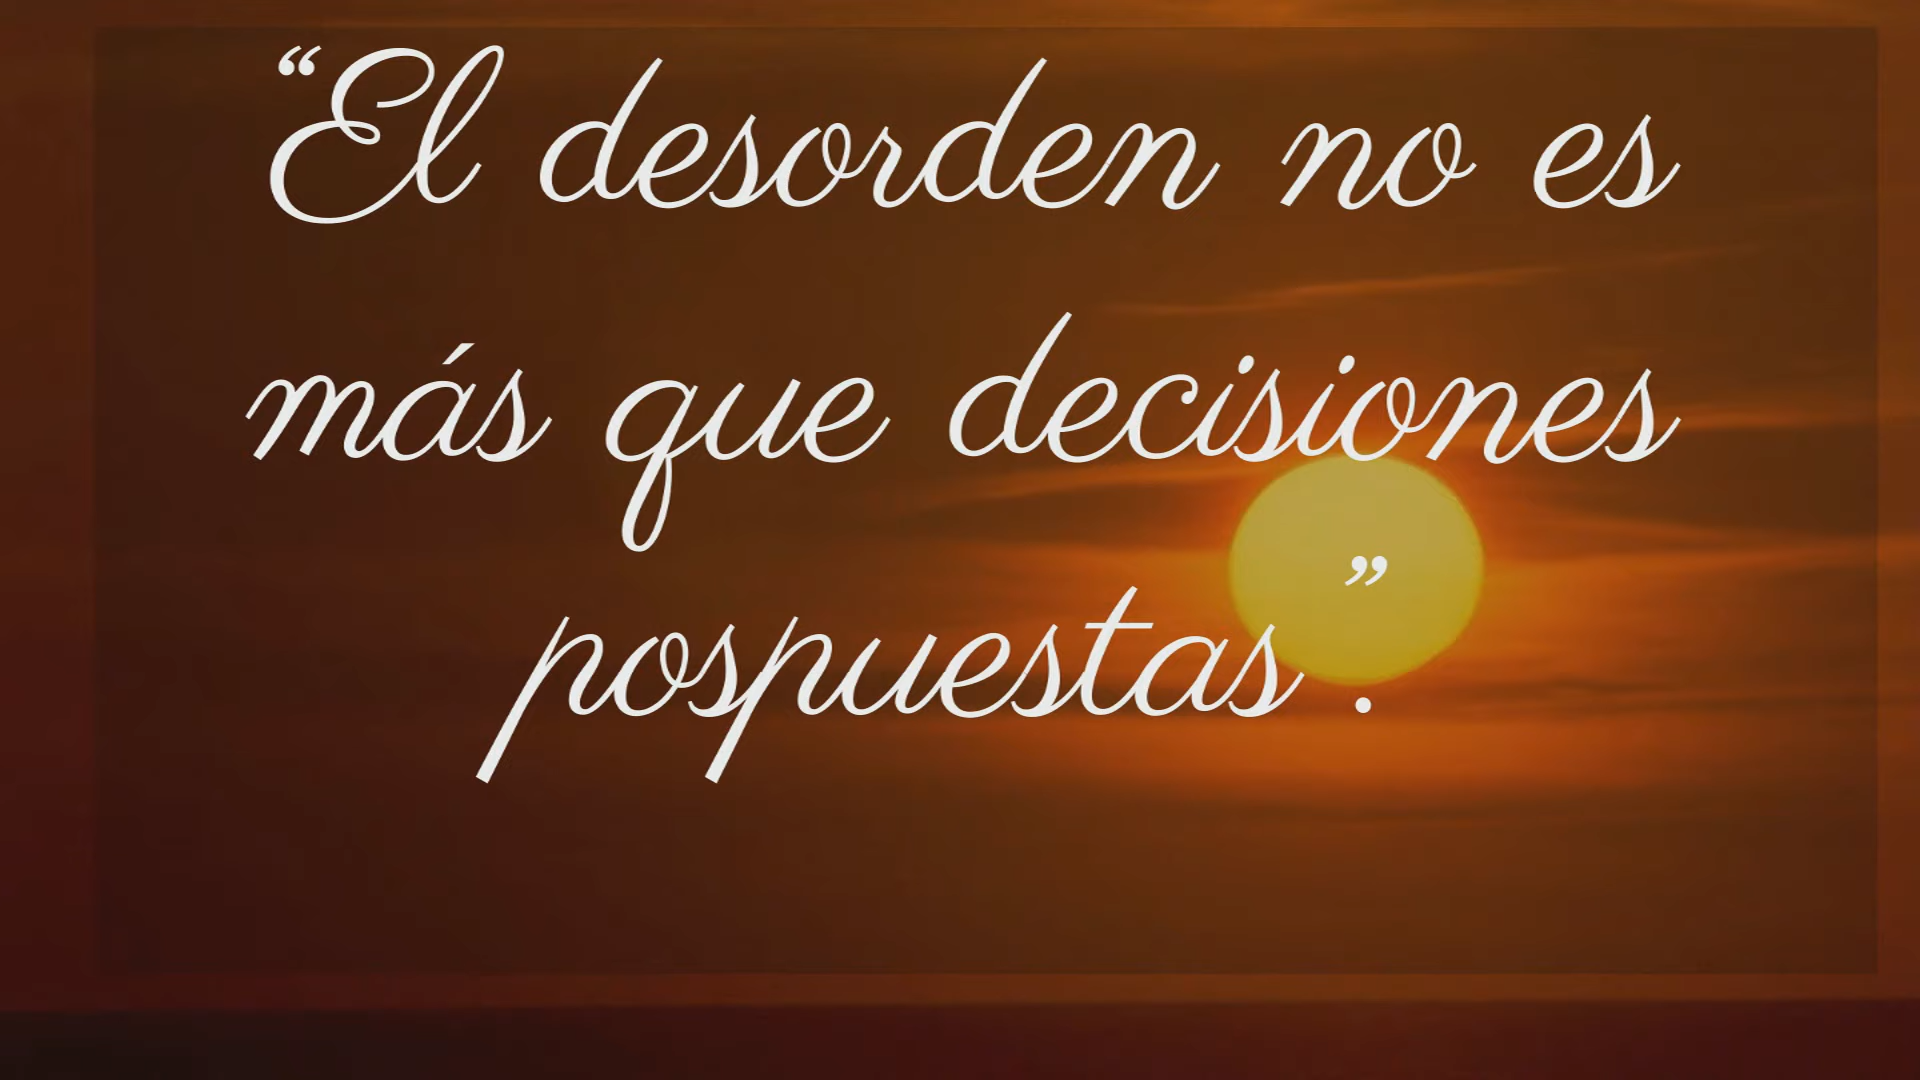 “El desorden no es
más que decisiones
pospuestas”.